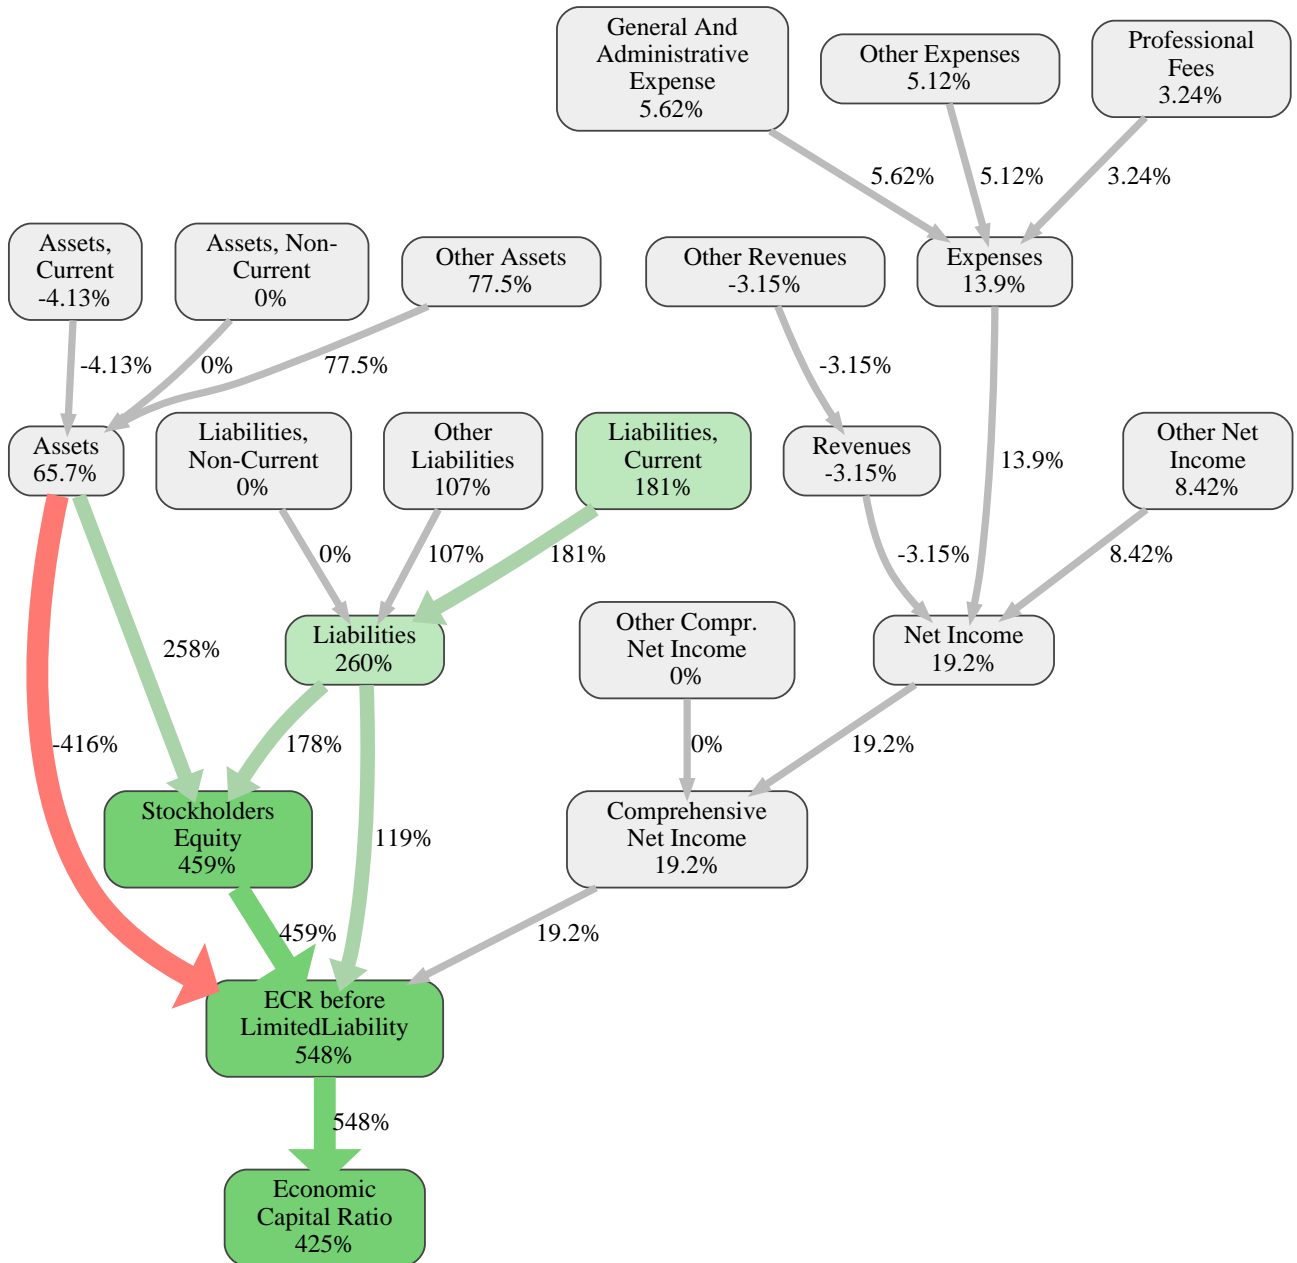 General And
Administrative
Expense
5.62%
Other Expenses
5.12%
Professional
Fees
3.24%
5.62%
5.12%
3.24%
Assets,
Current
-4.13%
Assets, Non-
Current
0%
Other Assets
77.5%
Other Revenues
-3.15%
Expenses
13.9%
-4.13%
0%
77.5%
-3.15%
Assets
65.7%
Liabilities,
Non-Current
0%
Other
Liabilities
107%
Liabilities,
Current
181%
Revenues
-3.15%
13.9%
Other Net
Income
8.42%
0%
107%
181%
-3.15%
8.42%
258%
Liabilities
260%
Other Compr.
Net Income
0%
Net Income
19.2%
-416%
178%
0%
19.2%
Stockholders
Equity
459%
119%
Comprehensive
Net Income
19.2%
459%
19.2%
ECR before
LimitedLiability
548%
548%
Economic
Capital Ratio
425%